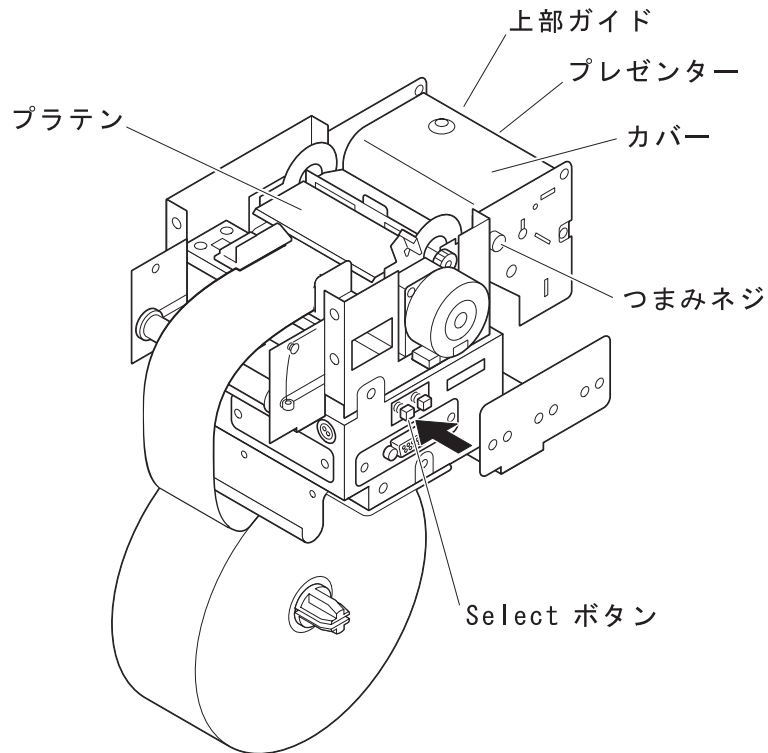 上部ガイド
プレゼンター
カバー
プラテン
つまみネジ
Select ボタン